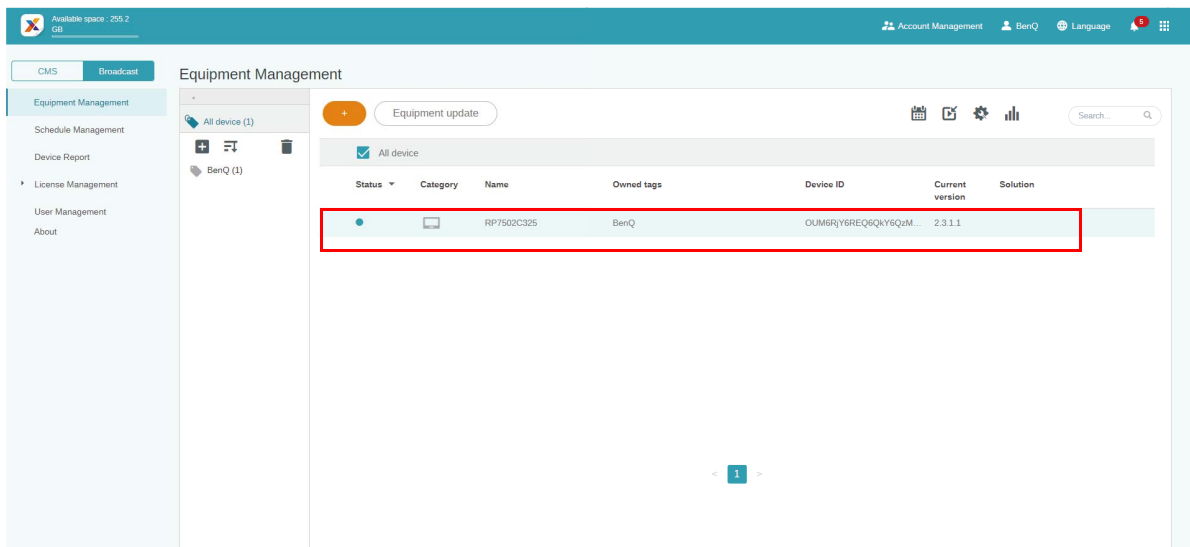 Available space : 255.2
GB
Account Management
BenQ
Language
5
CMS
Broadcast
Equipment Management
Schedule Management
Device Report
License Management
User Management
About
Equipment Management
All device (1)
BenQ (1)
+
Equipment update
Search...
All device
Status Category Name Owned tags Device ID Current version Solution
RP7502C325 BenQ OUM6RjY6REQ6QkY6QzM... 2.3.1.1
< 1 >